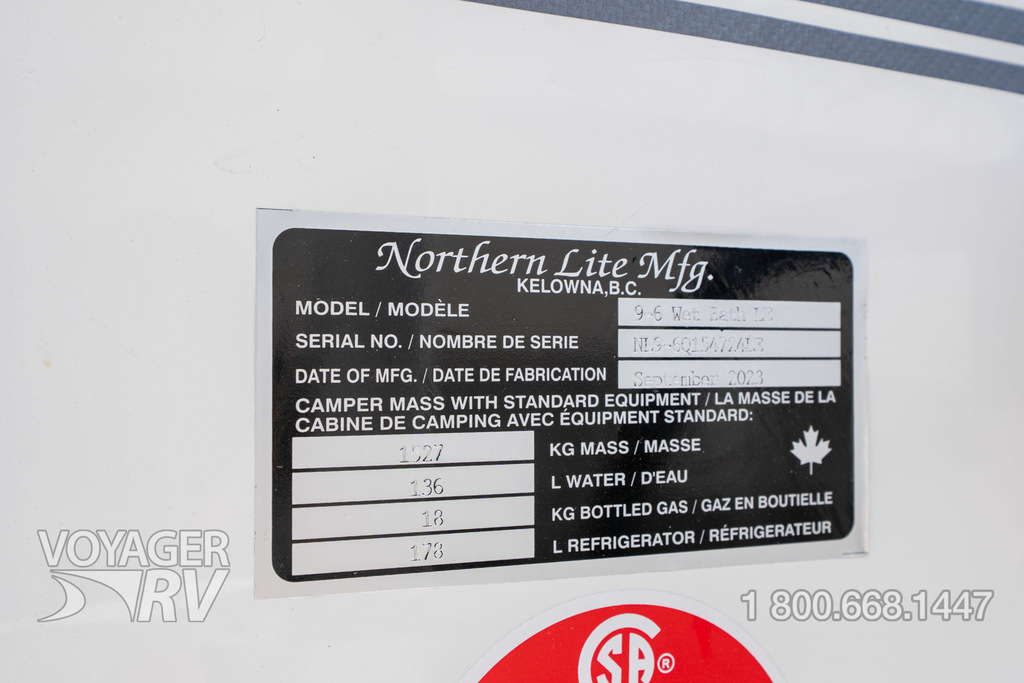 Northern Lite Mfg.
KELOWNA, B.C.
MODEL / MODÈLE 9-6 Wet Bath LE
SERIAL NO. / NOMBRE DE SERIE
DATE OF MFG. / DATE DE FABRICATION September 2023
CAMPER MASS WITH STANDARD EQUIPMENT / LA MASSE DE LA
CABINE DE CAMPING AVEC ÉQUIPMENT STANDARD:
1527 KG MASS / MASSE
136 L WATER / D'EAU
18 KG BOTTLED GAS / GAZ EN BOUTIELLE
178 L REFRIGERATOR / RÉFRIGERATEUR
VOYAGER
RV
1 800.668.1447
CSA ®